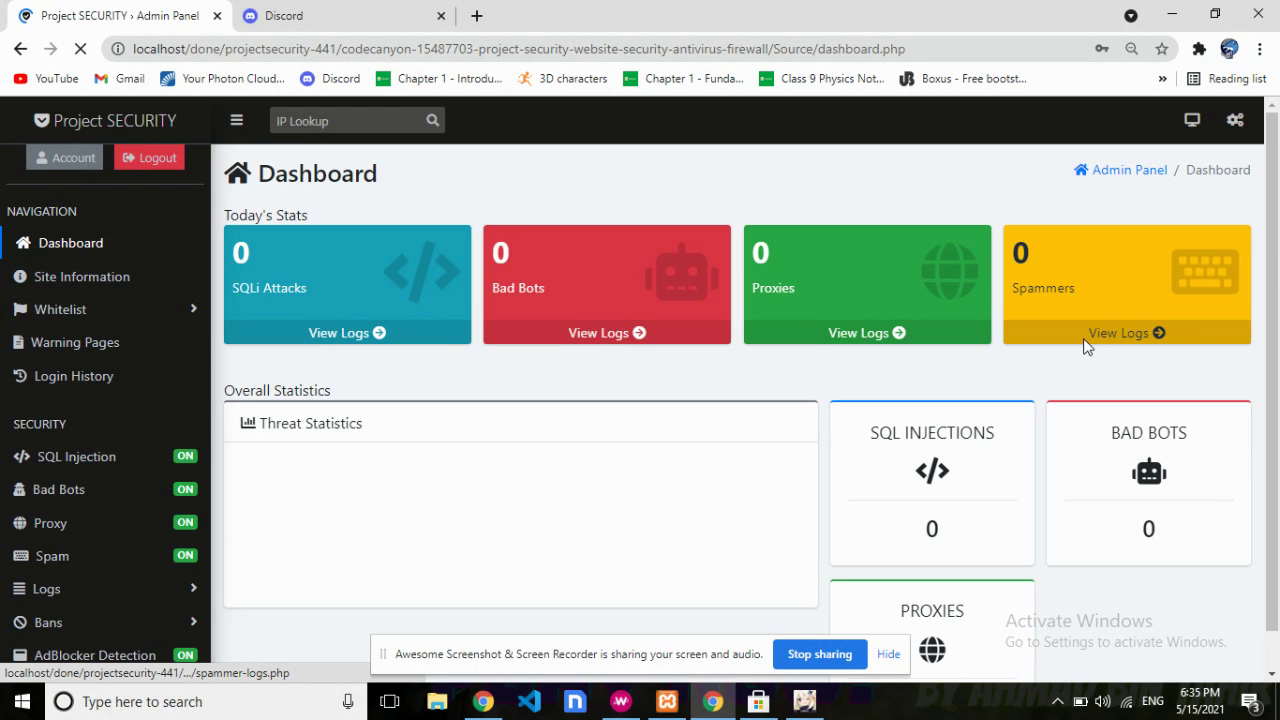 Project SECURITY › Admin Panel
Discord
localhost/done/projectsecurity-441/codecanyon-15487703-project-security-website-security-antivirus-firewall/Source/dashboard.php
YouTube
Gmail
Your Photon Cloud...
Discord
Chapter 1 - Introdu...
3D characters
Chapter 1 - Funda...
Class 9 Physics Not...
Boxus - Free bootst...
»
Reading list
Project SECURITY
IP Lookup
Account
Logout
Dashboard
Admin Panel / Dashboard
NAVIGATION
Dashboard
Site Information
Whitelist
Warning Pages
Login History
SECURITY
SQL Injection ON
Bad Bots ON
Proxy ON
Spam ON
Logs
Bans
AdBlocker Detection ON
Today's Stats
0
SQLi Attacks
View Logs
0
Bad Bots
View Logs
0
Proxies
View Logs
0
Spammers
View Logs
Overall Statistics
Threat Statistics
SQL INJECTIONS
0
BAD BOTS
0
PROXIES
Activate Windows
Go to Settings to activate Windows.
Awesome Screenshot & Screen Recorder is sharing your screen and audio.
Stop sharing
Hide
localhost/done/projectsecurity-441/.../spammer-logs.php
Type here to search
ENG
6:35 PM
5/15/2021
3